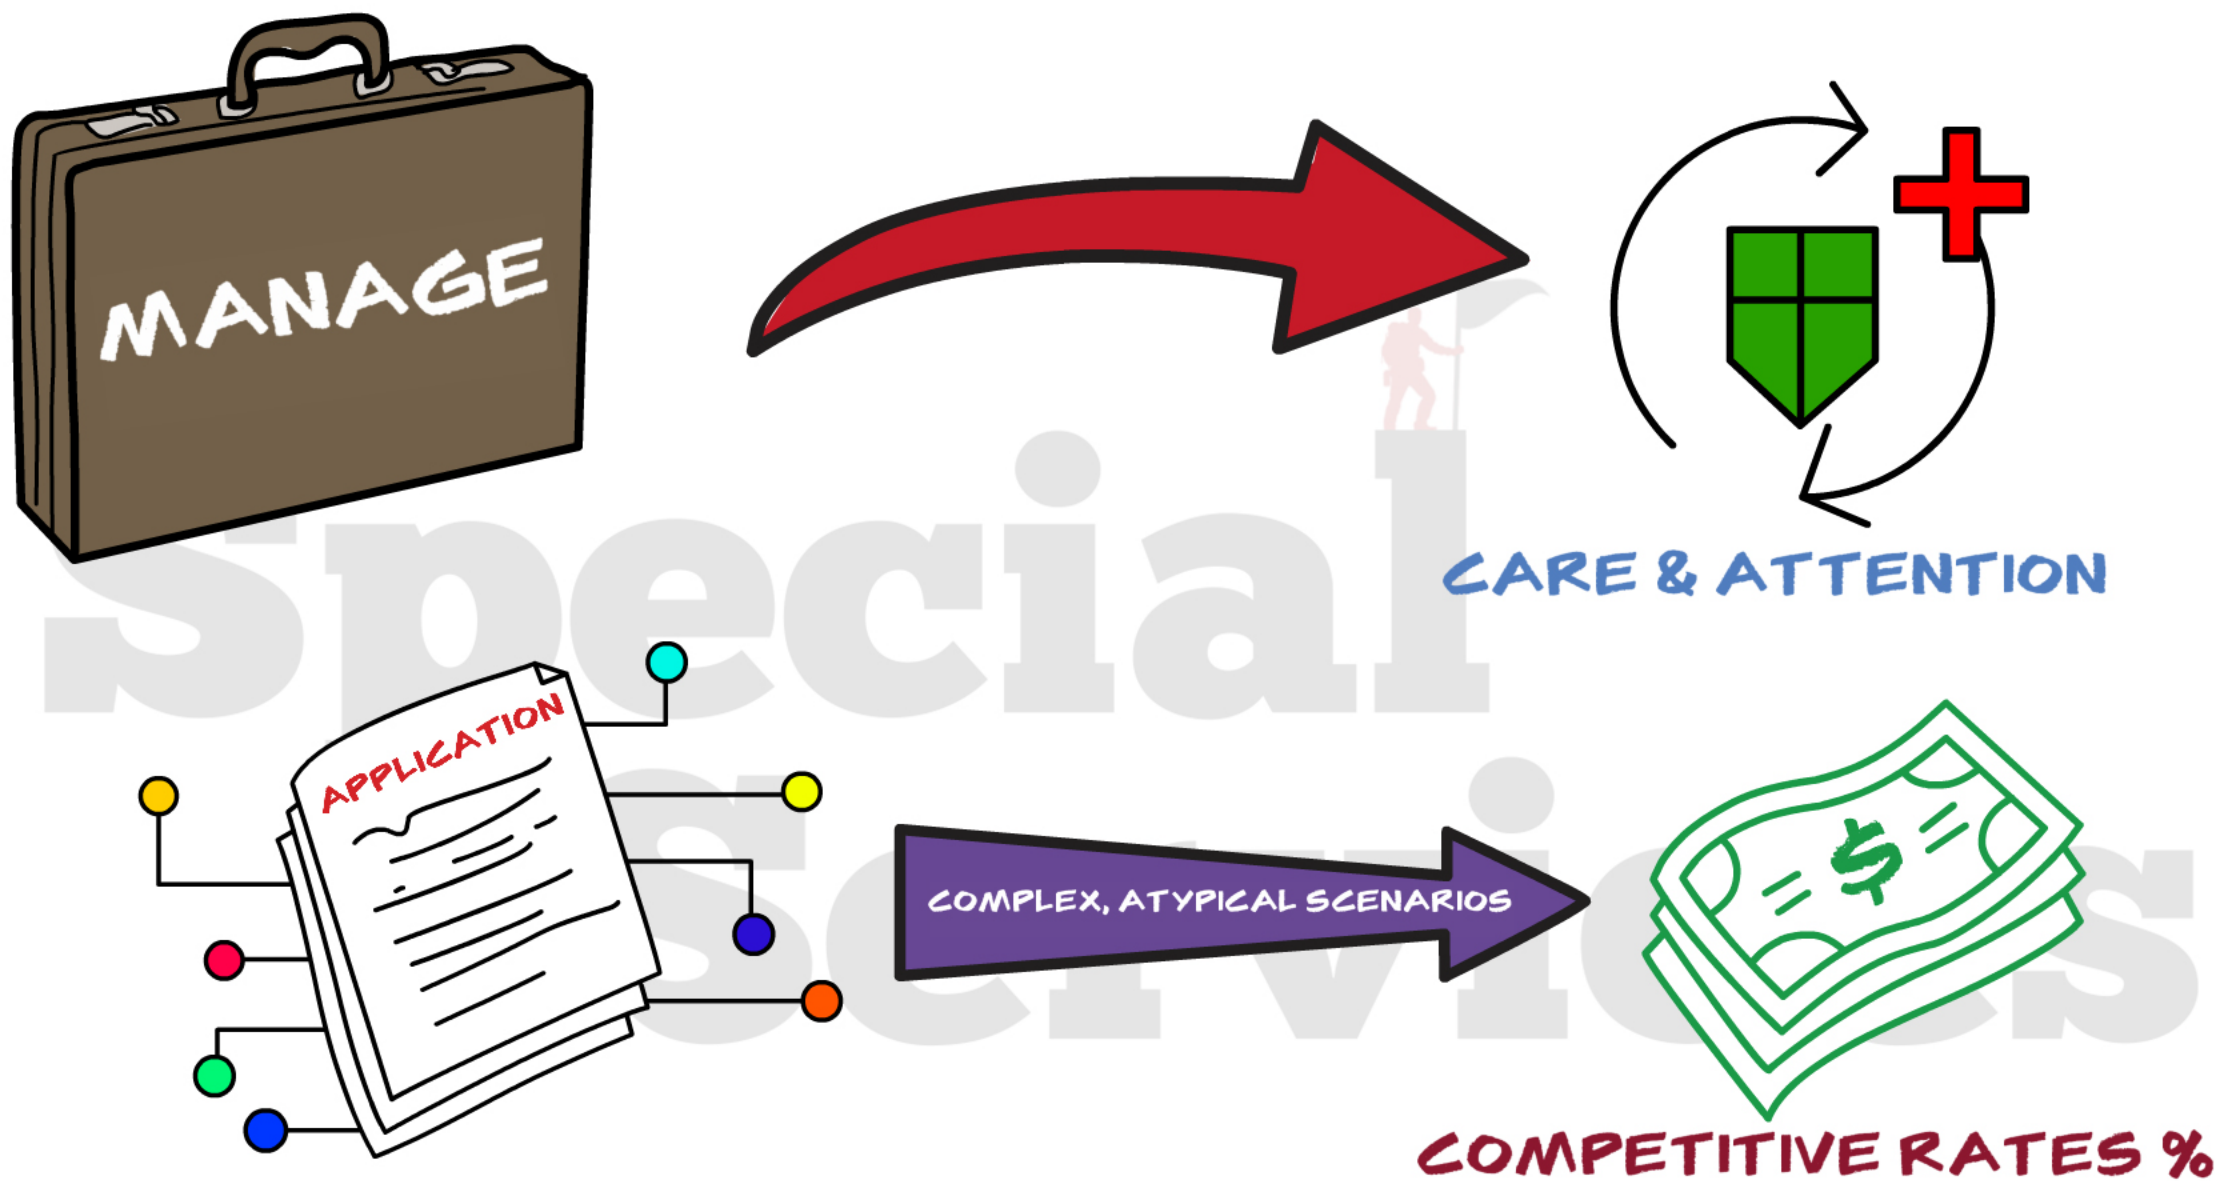 MANAGE
CARE & ATTENTION
Special
APPLICATION
COMPLEX, ATYPICAL SCENARIOS
Services
$
COMPETITIVE RATES %